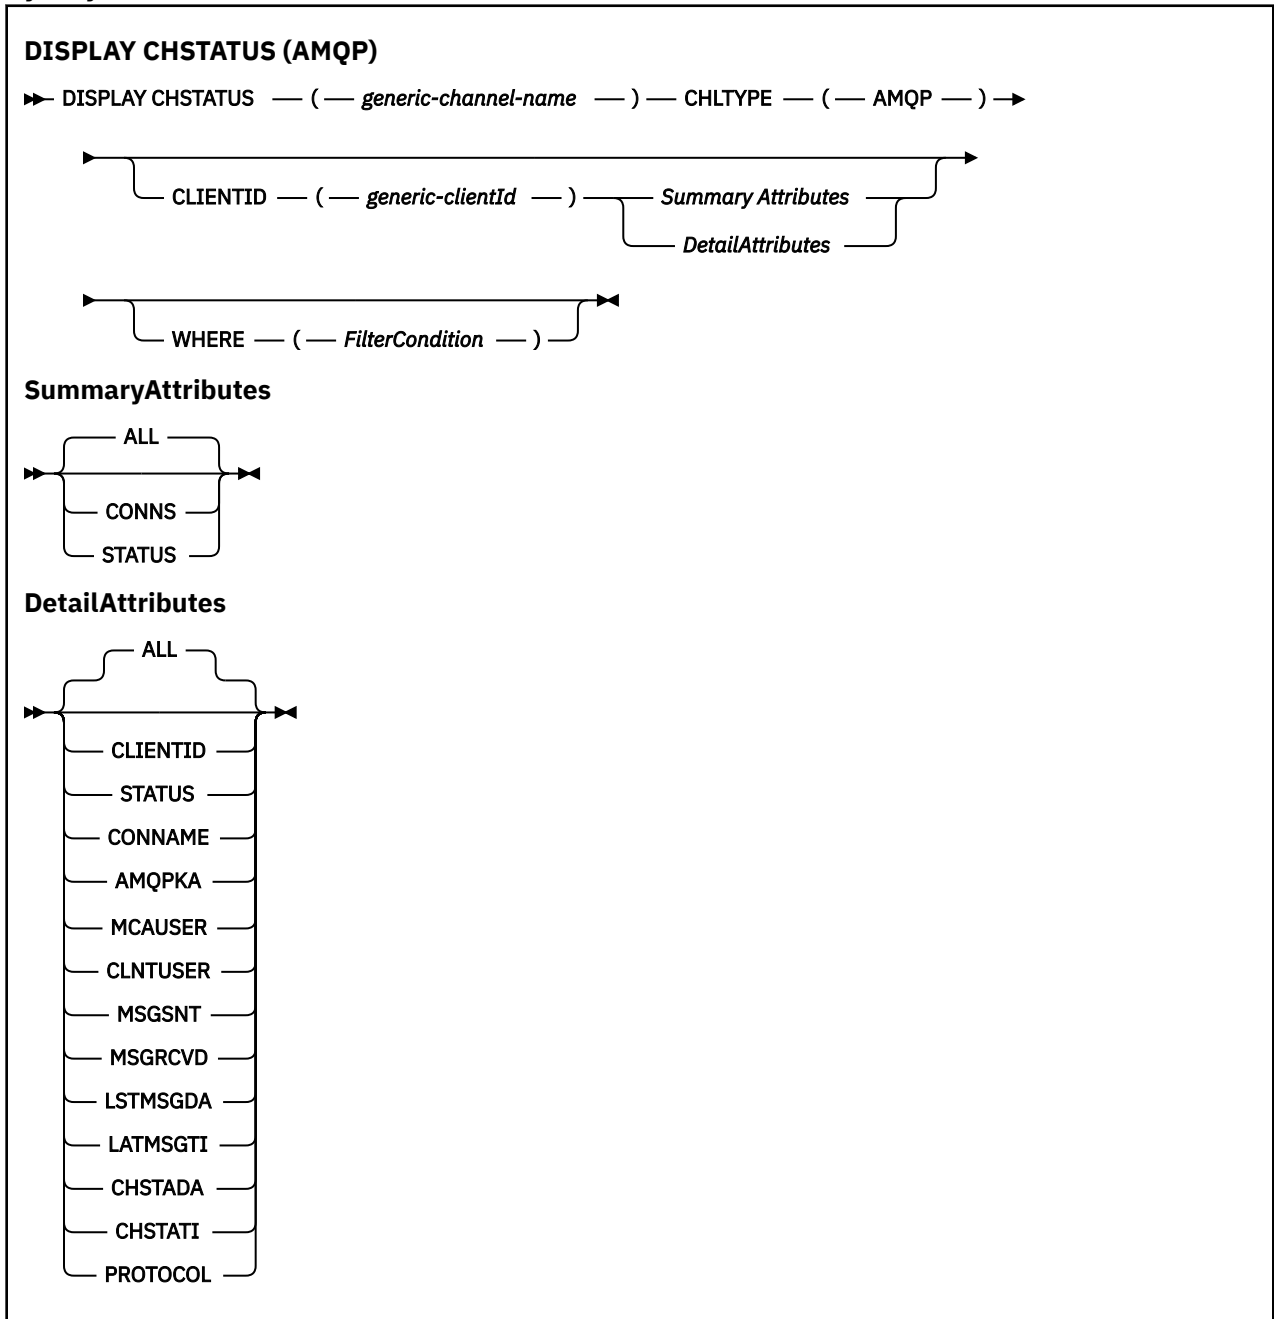 DISPLAY CHSTATUS (AMQP)
DISPLAY CHSTATUS ( generic-channel-name ) CHLTYPE ( AMQP )
CLIENTID ( generic-clientId ) Summary Attributes
DetailAttributes
WHERE ( FilterCondition )
SummaryAttributes
ALL
CONNS
STATUS
DetailAttributes
ALL
CLIENTID
STATUS
CONNAME
AMQPKA
MCAUSER
CLNTUSER
MSGSNT
MSGRCVD
LSTMSGDA
LATMSGTI
CHSTADA
CHSTATI
PROTOCOL